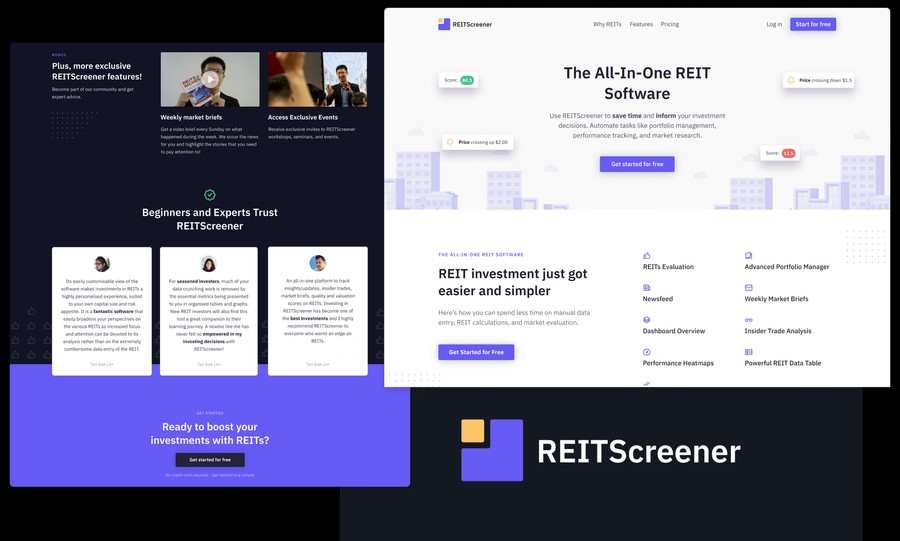 BONUS
Plus, more exclusive
REITScreener features!
Become part of our community and get
expert advice.
Weekly market briefs
Get a video brief every Sunday on what
happened during the week. We scour the news
for you and highlight the stories that you need
to pay attention to!
Access Exclusive Events
Receive exclusive invites to REITScreener
workshops, seminars, and events.
Beginners and Experts Trust
REITScreener
Its easily customisable view of the
software makes investments in REITs a
highly personalised experience, suited
to your own capital size and risk
appetite. It is a fantastic software that
easily broadens your perspectives on
the various REITs as increased focus
and attention can be devoted to its
analysis rather than on the extremely
cumbersome data entry of the REIT.
Tan Suk Lim
For seasoned investors, much of your
data crunching work is removed by
the essential metrics being presented
to you in organised tables and graphs.
New REIT investors will also find this
tool a great companion to their
learning journey. A newbie like me has
never felt so empowered in my
investing decisions with
REITScreener!
Tan Suk Lim
An all-in-one platform to track
insights/updates, insider trades,
market briefs, quality and valuation
scores on REITs. Investing in
REITScreener has become one of
the best investments and I highly
recommend REITScreener to
everyone who wants an edge on
REITs.
Tan Suk Lim
GET STARTED
Ready to boost your
investments with REITs?
Get started for free
No credit card required · Get started in a minute
REITScreener
Why REITs
Features
Pricing
Log in
Start for free
The All-In-One REIT
Software
Use REITScreener to save time and inform your investment
decisions. Automate tasks like portfolio management,
performance tracking, and market research.
Get started for free
Score:
Price crossing up $2.00
Price crossing down $1.5
Score: 12.5
THE ALL-IN-ONE REIT SOFTWARE
REIT investment just got
easier and simpler
Here's how you can spend less time on manual data
entry, REIT calculations, and market evaluation.
Get Started for Free
REITs Evaluation
Advanced Portfolio Manager
Newsfeed
Weekly Market Briefs
Dashboard Overview
Insider Trade Analysis
Performance Heatmaps
Powerful REIT Data Table
REITScreener